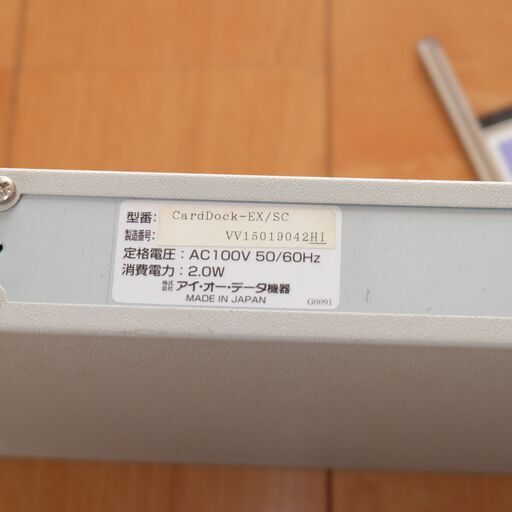 型番: CardDock-EX/SC
製造番号: VV15019042HI
定格電圧：AC100V 50/60Hz
消費電力：2.0W
株式会社 アイ・オー・データ機器
MADE IN JAPAN G0091